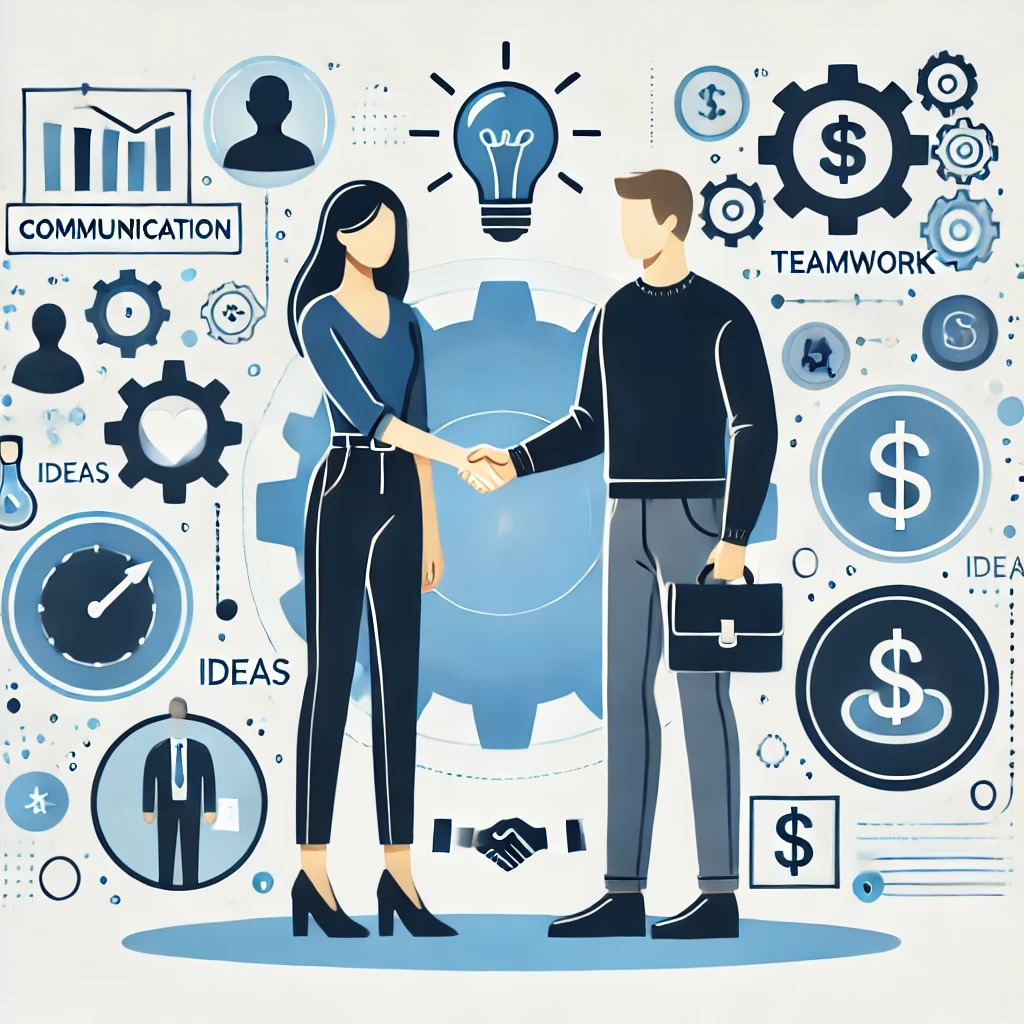 COMMUNICATION
TEAMWORK
$
$
IDEAS
$
IDEA
IDEAS
$
$